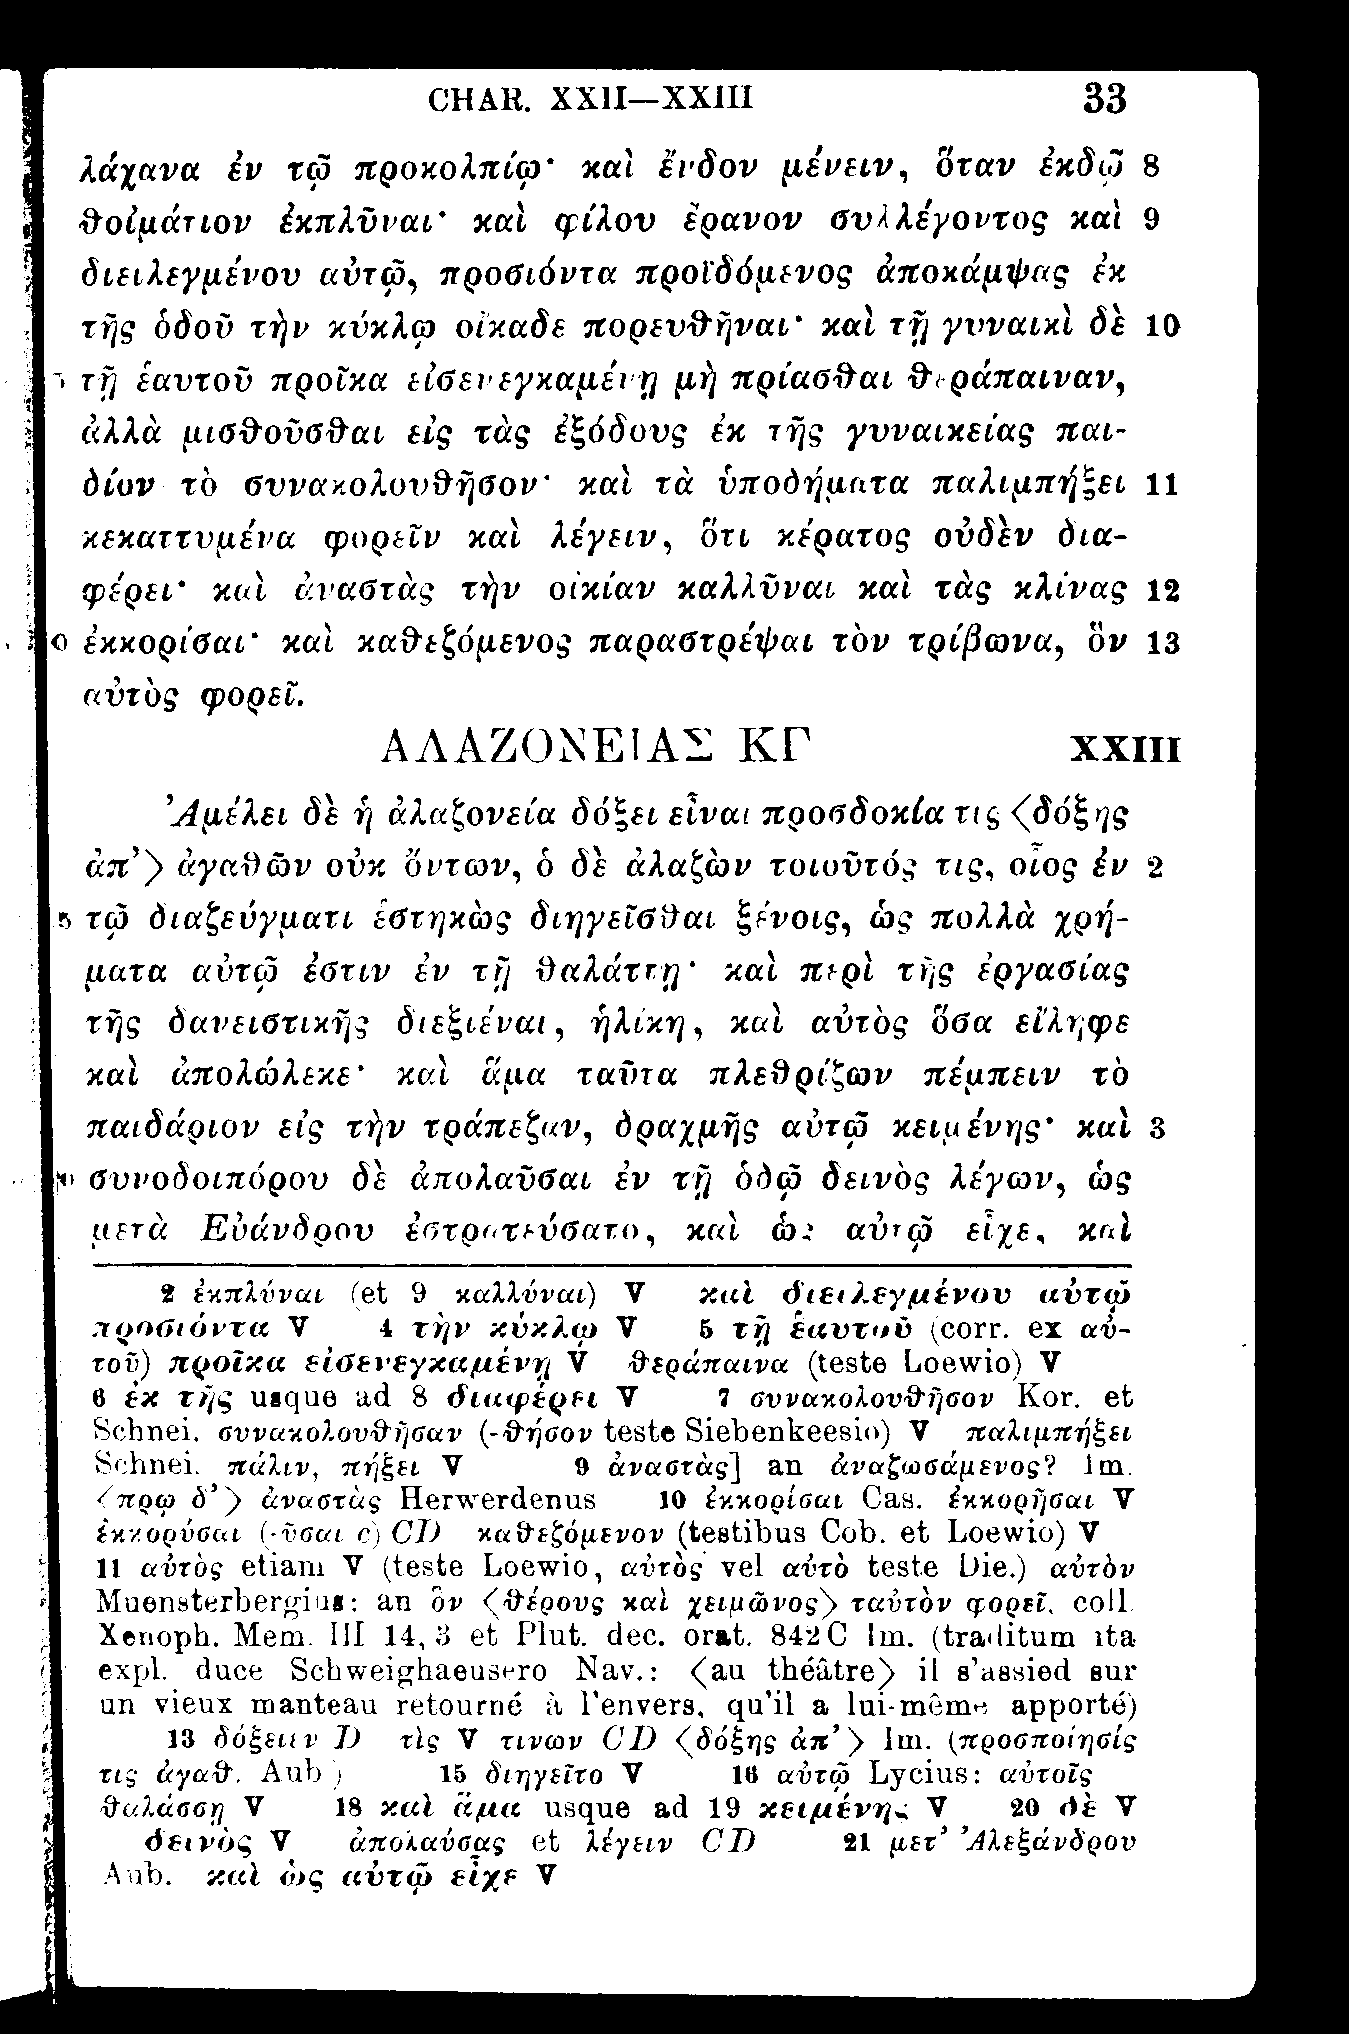 CHAR. XXII—XXIII 33
λάχανα ἐν τῷ προκολπίῳ· καὶ ἔνδον μένειν, ὅταν ἐκδῷ 8
θοἰμάτιον ἐκπλῦναι· καὶ φίλου ἔρανον συλλέγοντος καὶ 9
διειλεγμένου αὐτῷ, προσιόντα προϊδόμενος ἀποκάμψας ἐκ
τῆς ὁδοῦ τὴν κύκλῳ οἴκαδε πορευθῆναι· καὶ τῇ γυναικὶ δὲ 10
5 τῇ ἑαυτοῦ προῖκα εἰσενεγκαμένῃ μὴ πρίασθαι θεράπαιναν,
ἀλλὰ μισθοῦσθαι εἰς τὰς ἐξόδους ἐκ τῆς γυναικείας παι-
δίον τὸ συνακολουθῆσον· καὶ τὰ ὑποδήματα παλιμπήξει 11
κεκαττυμένα φορεῖν καὶ λέγειν, ὅτι κέρατος οὐδὲν δια-
φέρει· καὶ ἀναστὰς τὴν οἰκίαν καλλῦναι καὶ τὰς κλίνας 12
10 ἐκκορίσαι· καὶ καθεζόμενος παραστρέψαι τὸν τρίβωνα, ὃν 13
αὐτὸς φορεῖ.
ΑΛΑΖΟΝΕΙΑΣ ΚΓ XXIII
Ἀμέλει δὲ ἡ ἀλαζονεία δόξει εἶναι προσδοκία τις ⟨δόξης
ἀπ’⟩ ἀγαθῶν οὐκ ὄντων, ὁ δὲ ἀλαζὼν τοιοῦτός τις, οἷος ἐν 2
15 τῷ διαζεύγματι ἑστηκὼς διηγεῖσθαι ξένοις, ὡς πολλὰ χρή-
ματα αὐτῷ ἐστιν ἐν τῇ θαλάττῃ· καὶ περὶ τῆς ἐργασίας
τῆς δανειστικῆς διεξιέναι, ἡλίκη, καὶ αὐτὸς ὅσα εἴληφε
καὶ ἀπολώλεκε· καὶ ἅμα ταῦτα πλεθρίζων πέμπειν τὸ
παιδάριον εἰς τὴν τράπεζαν, δραχμῆς αὐτῷ κειμένης· καὶ 3
20 συνοδοιπόρου δὲ ἀπολαῦσαι ἐν τῇ ὁδῷ δεινὸς λέγων, ὡς
μετὰ Εὐάνδρου ἐστρατεύσατο, καὶ ὡς αὐτῷ εἶχε, καὶ
2 ἐκπλύναι (et 9 καλλύναι) V καὶ διειλεγμένου αὐτῷ
προσιόντα V 4 τὴν κύκλῳ V 5 τῇ ἑαυτοῦ (corr. ex αὐ-
τοῦ) προῖκα εἰσενεγκαμένῃ V θεράπαινα (teste Loewio) V
6 ἐκ τῆς usque ad 8 διαφέρει V 7 συνακολουθῆσον Kor. et
Schnei. συνακολουθῆσαν (-θήσον teste Siebenkeesio) V παλιμπήξει
Schnei. πάλιν, πήξει V 9 ἀναστὰς] an ἀναζωσάμενος? Im.
⟨πρῳ δ’⟩ ἀναστὰς Herwerdenus 10 ἐκκορίσαι Cas. ἐκκορῆσαι V
ἐκκορύσαι (-ῦσαι c) CD καθεζόμενον (testibus Cob. et Loewio) V
11 αὐτὸς etiam V (teste Loewio, αὐτὸς vel αὐτὸ teste Die.) αὐτὸν
Muensterbergius: an ὃν ⟨θέρους καὶ χειμῶνος⟩ ταὐτὸν φορεῖ, coll.
Xenoph. Mem. III 14, 3 et Plut. dec. orat. 842 C Im. (traditum ita
expl. duce Schweighaeusero Nav.: ⟨au théâtre⟩ il s’assied sur
un vieux manteau retourné à l’envers, qu’il a lui-même apporté)
13 δόξειεν D τὶς V τινων CD ⟨δόξης ἀπ’⟩ Im. (προσποίησίς
τις ἀγαθ. Aub.) 15 διηγεῖτο V 16 αὐτῷ Lycius: αὐτοῖς
θαλάσσῃ V 18 καὶ ἅμα usque ad 19 κειμένης V 20 δὲ V
δεινὸς V ἀπολαύσας et λέγειν CD 21 μετ’ Ἀλεξάνδρου
Aub. καὶ ὡς αὐτῷ εἶχε V